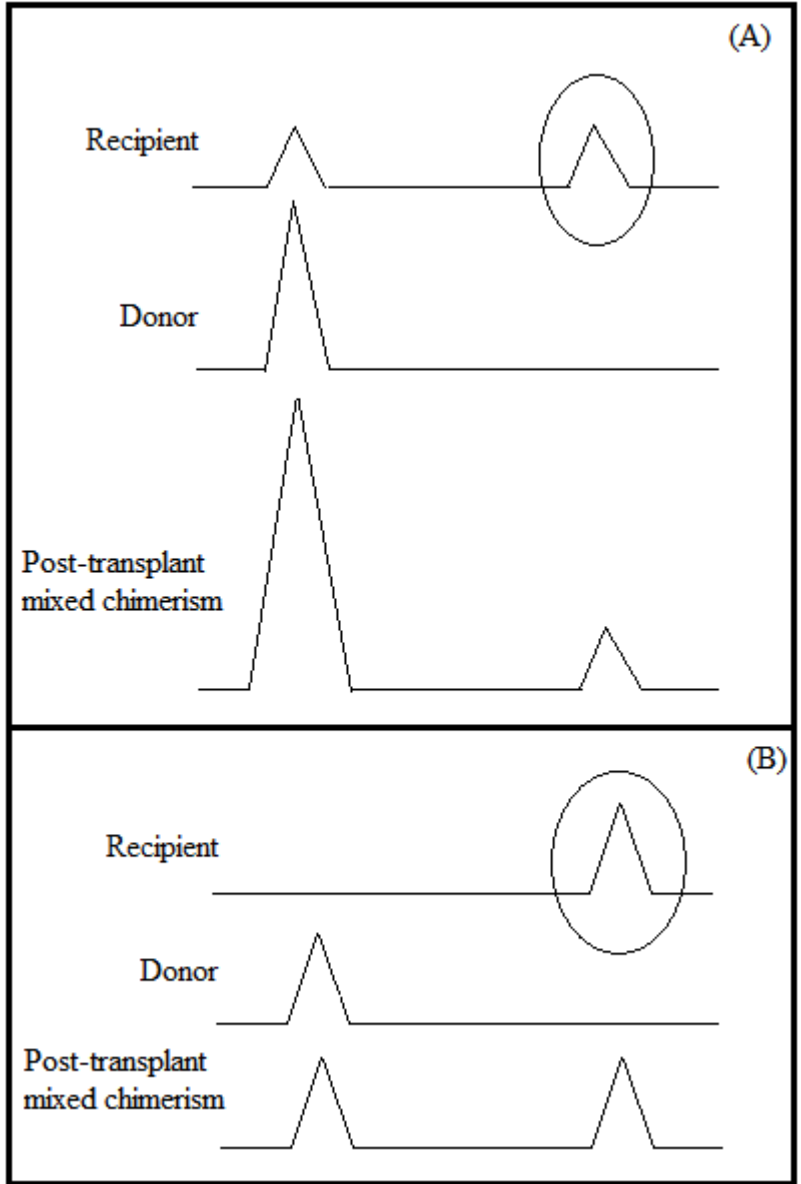 (A)
Recipient
Donor
Post-transplant
mixed chimerism
(B)
Recipient
Donor
Post-transplant
mixed chimerism